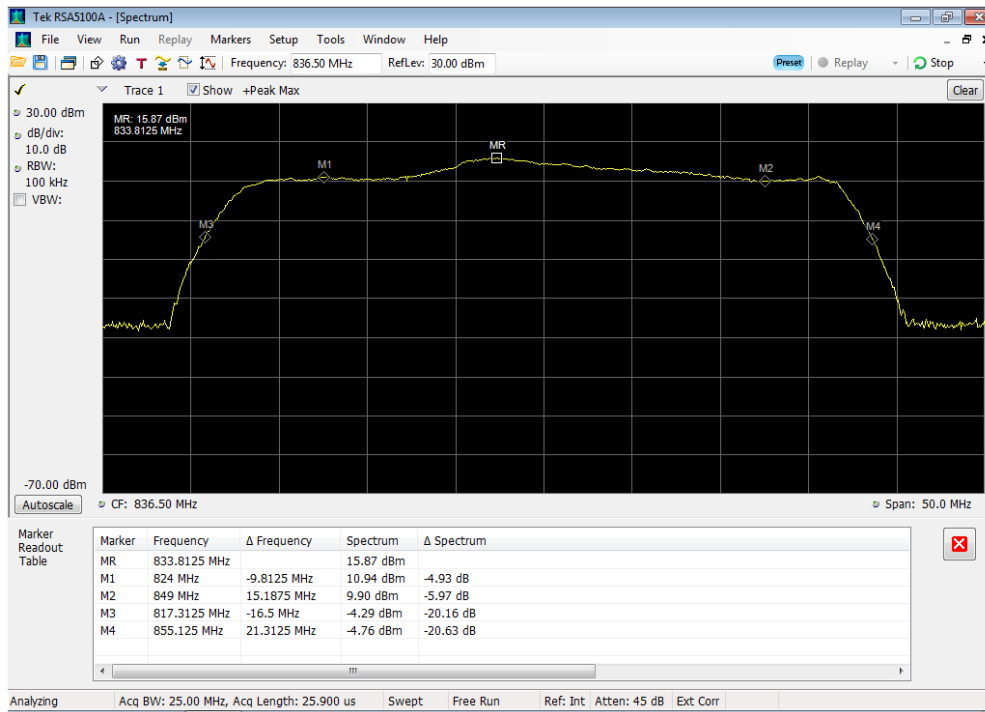 Tek RSA5100A - [Spectrum]
File View Run Replay Markers Setup Tools Window Help
T Frequency: 836.50 MHz RefLev: 30.00 dBm Preset Replay Stop
Trace 1 Show +Peak Max Clear
30.00 dBm
dB/div:
10.0 dB
RBW:
100 kHz
VBW:
-70.00 dBm
MR: 15.87 dBm
833.8125 MHz
MR
M1
M2
M3
M4
Autoscale CF: 836.50 MHz Span: 50.0 MHz
Marker
Readout
Table
Marker Frequency Δ Frequency Spectrum Δ Spectrum
MR 833.8125 MHz 15.87 dBm
M1 824 MHz -9.8125 MHz 10.94 dBm -4.93 dB
M2 849 MHz 15.1875 MHz 9.90 dBm -5.97 dB
M3 817.3125 MHz -16.5 MHz -4.29 dBm -20.16 dB
M4 855.125 MHz 21.3125 MHz -4.76 dBm -20.63 dB
Analyzing Acq BW: 25.00 MHz, Acq Length: 25.900 us Swept Free Run Ref: Int Atten: 45 dB Ext Corr